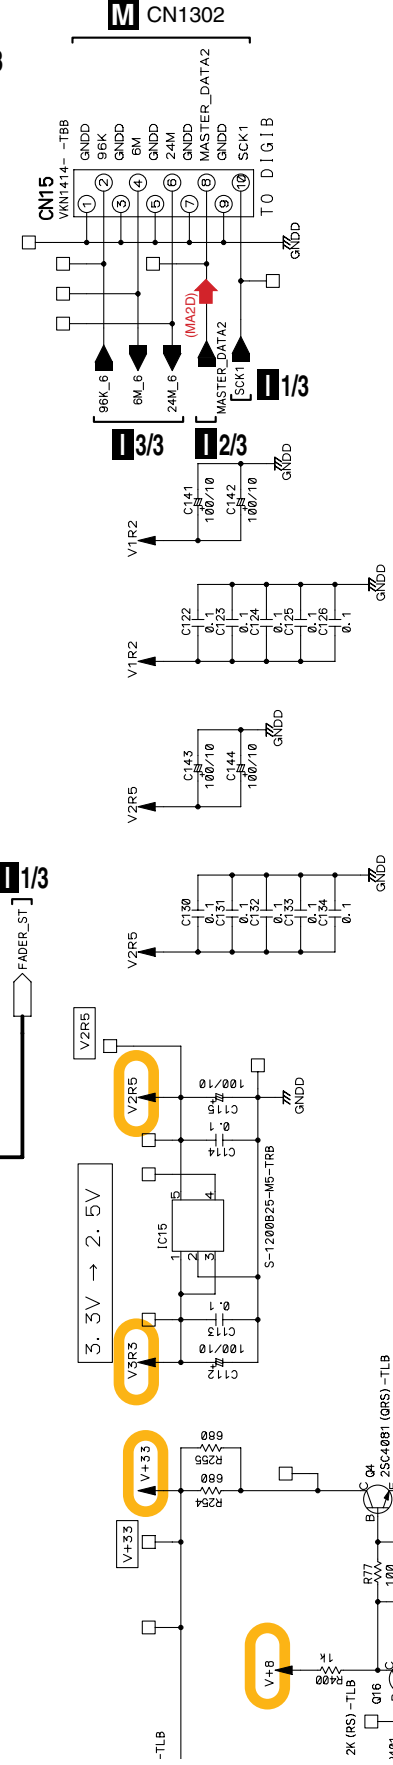 M CN1302
CN15
VKN1414- -TBB
GNDD
96K
GNDD
6M
GNDD
24M
GNDD
MASTER_DATA2
GNDD
SCK1
1
2
3
4
5
6
7
8
9
10
TO DIGIB
GNDD
(MA2D)
96K_6
6M_6
24M_6
MASTER_DATA2
SCK1
I 1/3
I 3/3
I 2/3
C141
100/10
C142
100/10
GNDD
V1R2
C122
0.1
C123
0.1
C124
0.1
C125
0.1
C126
0.1
GNDD
V1R2
C143
100/10
C144
100/10
GNDD
V2R5
I 1/3
FADER_ST
C130
0.1
C131
0.1
C132
0.1
C133
0.1
C134
0.1
GNDD
V2R5
V2R5
V2R5
100/10
C115
GNDD
0.1
C114
3.3V → 2.5V
IC15
5
4
1
2
3
S-1200B25-M5-TRB
0.1
C113
V3R3
100/10
C112
V+33
680
R255
680
R254
V+33
C
Q4
2SC4081(QRS)-TLB
B
E
R77
100
V+8
1k
R400
Q16
C
2K(RS)-TLB
-TLB